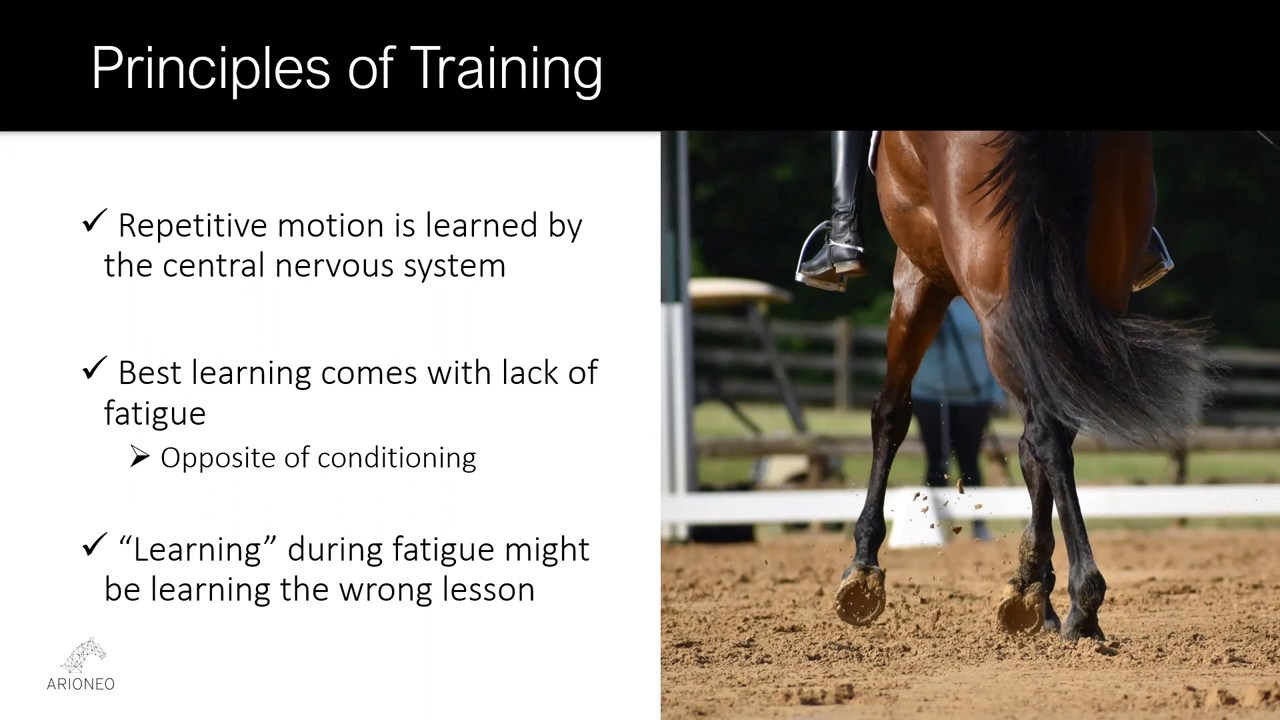 Principles of Training
✓ Repetitive motion is learned by
the central nervous system
✓ Best learning comes with lack of
fatigue
➢ Opposite of conditioning
✓ “Learning” during fatigue might
be learning the wrong lesson
ARIONEO